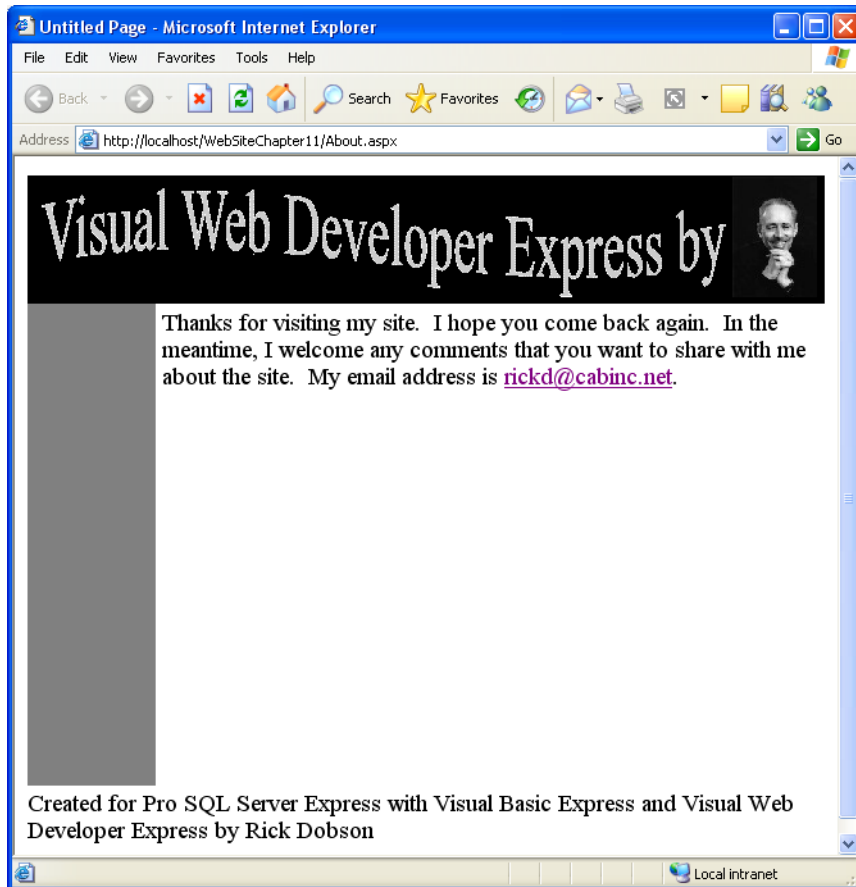 Untitled Page - Microsoft Internet Explorer
File Edit View Favorites Tools Help
Back Search Favorites
Address http://localhost/WebSiteChapter11/About.aspx Go
Visual Web Developer Express by
Thanks for visiting my site. I hope you come back again. In the
meantime, I welcome any comments that you want to share with me
about the site. My email address is rickd@cabinc.net.
Created for Pro SQL Server Express with Visual Basic Express and Visual Web
Developer Express by Rick Dobson
Local intranet